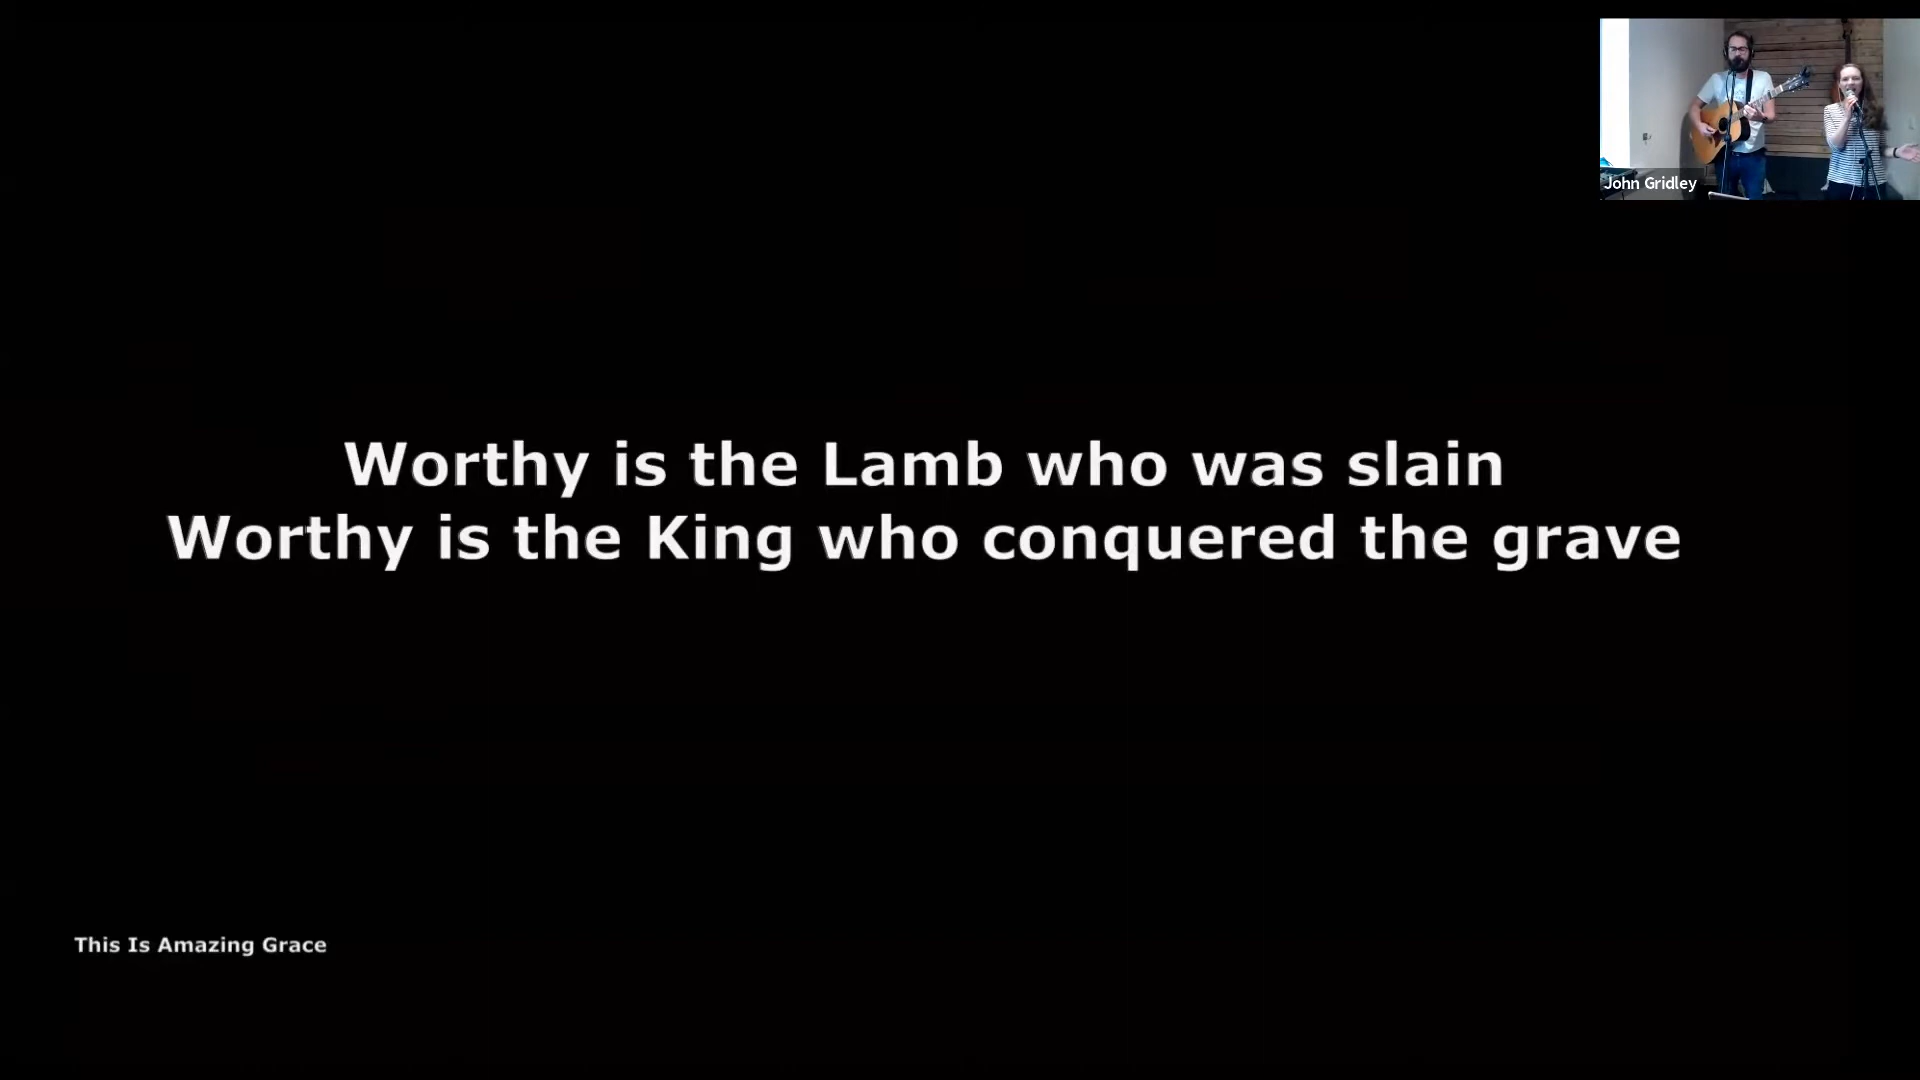 John Gridley
Worthy is the Lamb who was slain
Worthy is the King who conquered the grave
This Is Amazing Grace